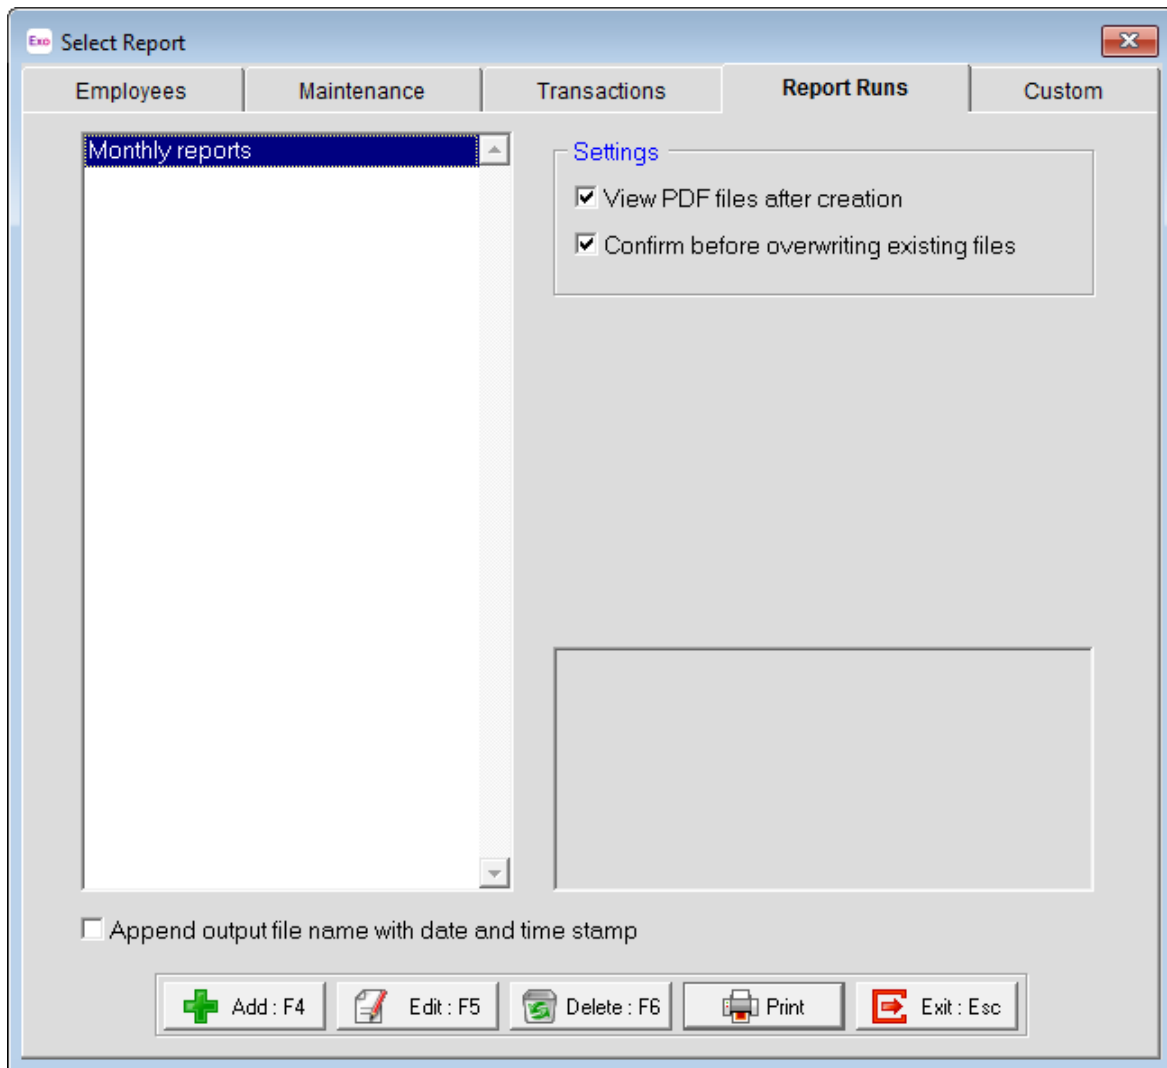 Exo Select Report
Employees Maintenance Transactions Report Runs Custom
Monthly reports
Settings
View PDF files after creation
Confirm before overwriting existing files
Append output file name with date and time stamp
Add : F4 Edit : F5 Delete : F6 Print Exit : Esc